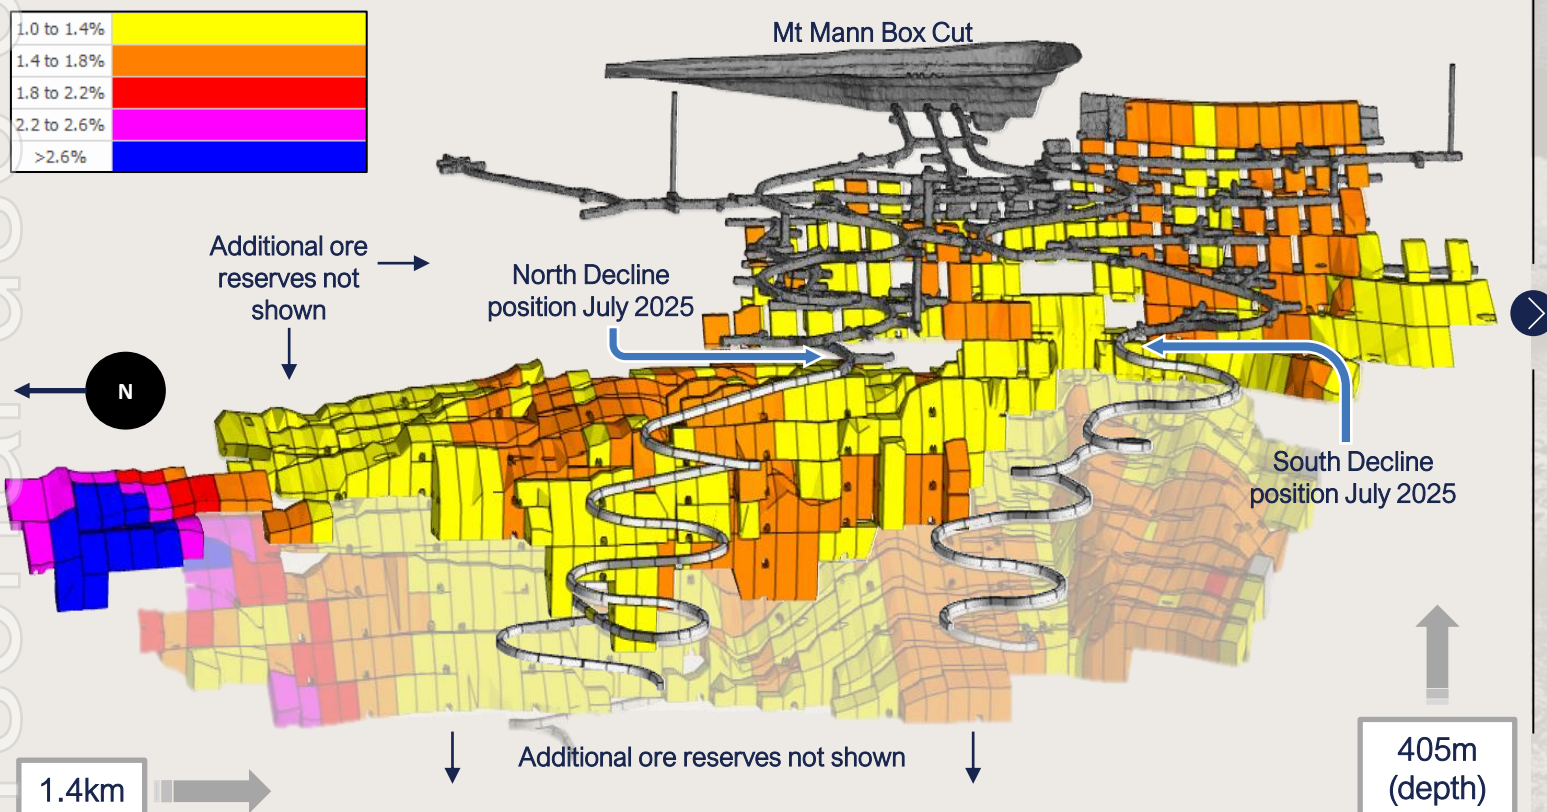 1.0 to 1.4%
1.4 to 1.8%
1.8 to 2.2%
2.2 to 2.6%
>2.6%
Mt Mann Box Cut
Additional ore
reserves not
shown
North Decline
position July 2025
N
South Decline
position July 2025
Additional ore reserves not shown
1.4km
405m
(depth)